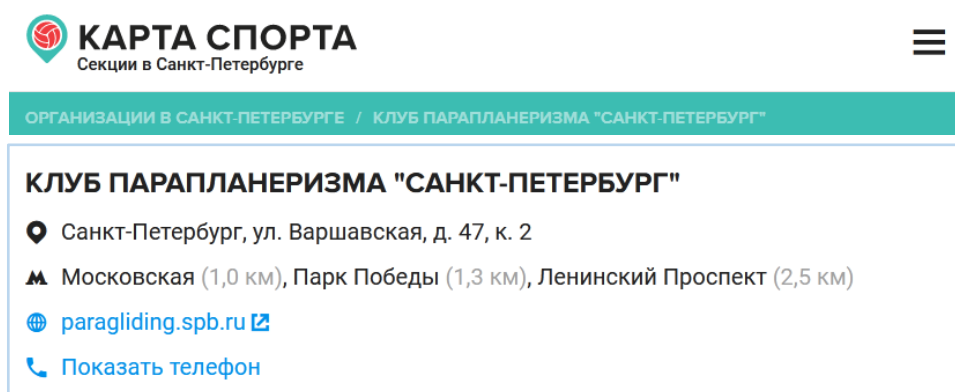 КАРТА СПОРТА
Секции в Санкт-Петербурге
ОРГАНИЗАЦИИ В САНКТ-ПЕТЕРБУРГЕ / КЛУБ ПАРАПЛАНЕРИЗМА "САНКТ-ПЕТЕРБУРГ"
КЛУБ ПАРАПЛАНЕРИЗМА "САНКТ-ПЕТЕРБУРГ"
Санкт-Петербург, ул. Варшавская, д. 47, к. 2
Московская (1,0 км), Парк Победы (1,3 км), Ленинский Проспект (2,5 км)
paragliding.spb.ru
Показать телефон